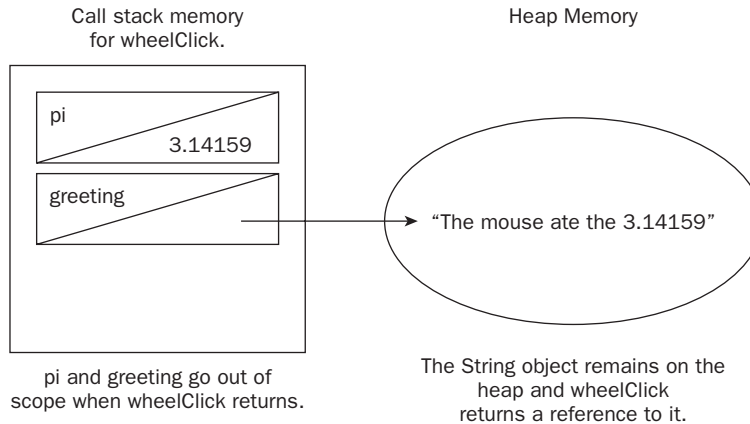 Call stack memory
for wheelClick.
Heap Memory
pi
3.14159
greeting
“The mouse ate the 3.14159”
pi and greeting go out of
scope when wheelClick returns.
The String object remains on the
heap and wheelClick
returns a reference to it.